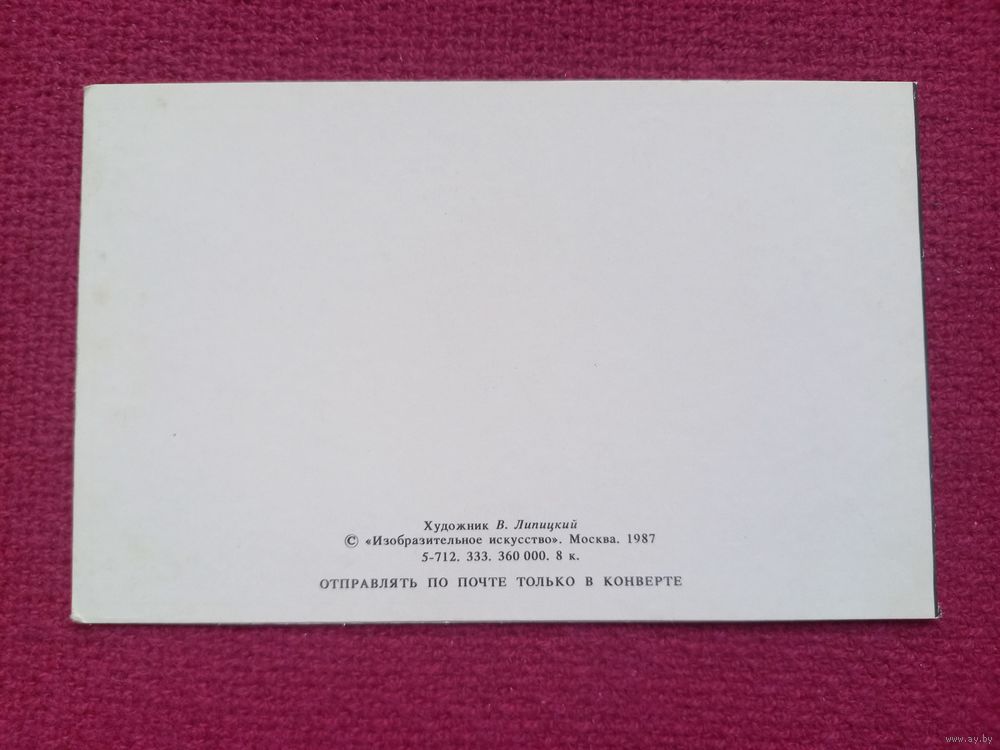 Художник В. Липицкий
© «Изобразительное искусство». Москва. 1987
5-712. 333. 360 000. 8 к.
ОТПРАВЛЯТЬ ПО ПОЧТЕ ТОЛЬКО В КОНВЕРТЕ
www.ay.by